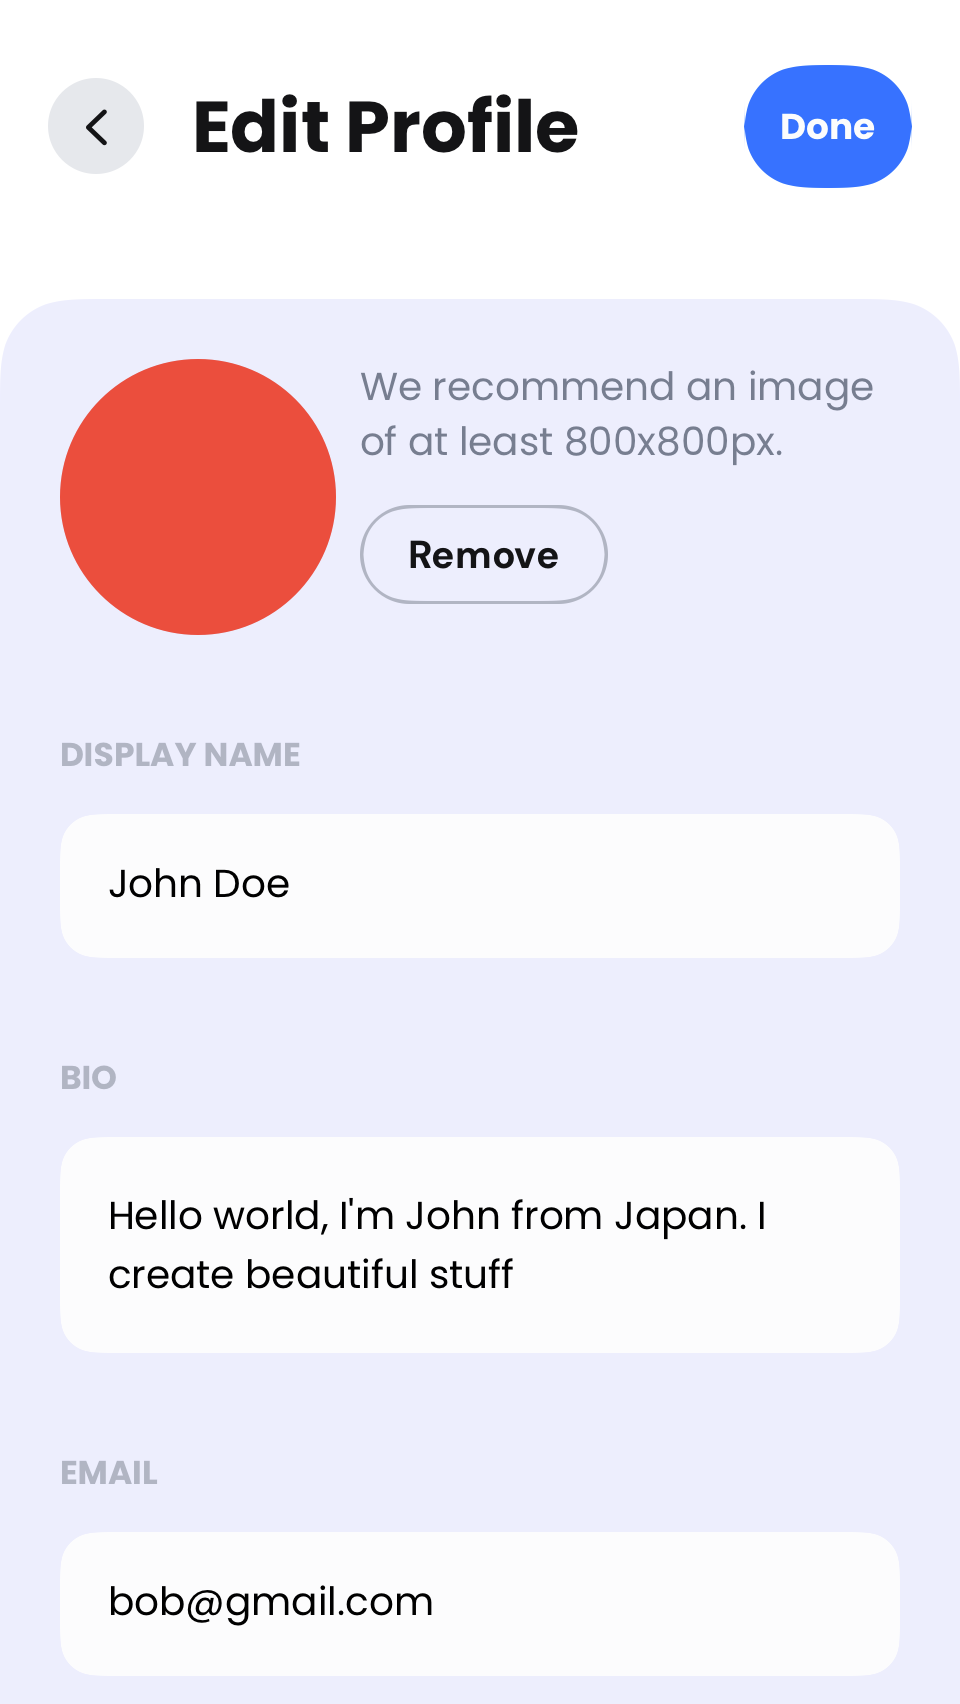 Edit Profile
Done
We recommend an image
of at least 800x800px.
Remove
DISPLAY NAME
John Doe
BIO
Hello world, I'm John from Japan. I
create beautiful stuff
EMAIL
bob@gmail.com